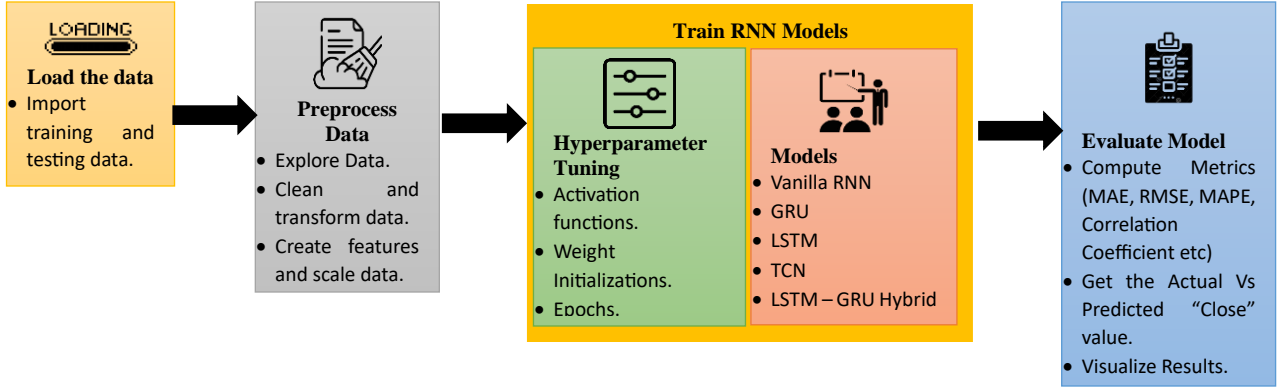 LOADING
Load the data
• Import
training and
testing data.
Preprocess
Data
• Explore Data.
• Clean and
transform data.
• Create features
and scale data.
Train RNN Models
Hyperparameter
Tuning
• Activation
functions.
• Weight
Initializations.
• Epochs.
Models
• Vanilla RNN
• GRU
• LSTM
• TCN
• LSTM – GRU Hybrid
Evaluate Model
• Compute Metrics
(MAE, RMSE, MAPE,
Correlation
Coefficient etc)
• Get the Actual Vs
Predicted “Close”
value.
• Visualize Results.